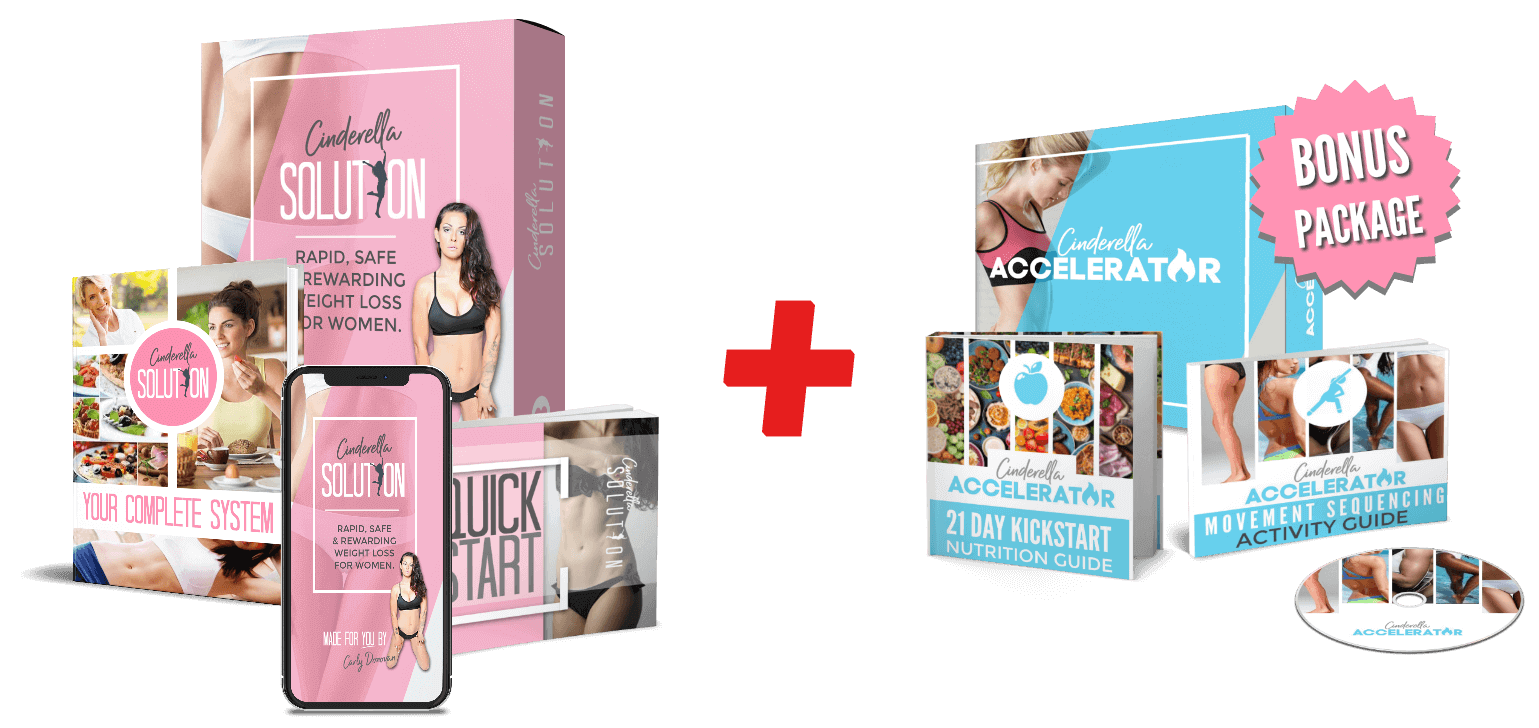 Cinderella
SOLUTION
RAPID, SAFE
REWARDING
WEIGHT LOSS
FOR WOMEN.
Cinderella SOLUTION
Cinderella
SOLUTION
YOUR COMPLETE SYSTEM
Cinderella
SOLUTION
RAPID, SAFE
& REWARDING
WEIGHT LOSS
FOR WOMEN.
MADE FOR YOU BY
Carly Donovan
QUICK
START
Cinderella
SOLUTION
BONUS
PACKAGE
Cinderella
ACCELERATOR
Cinderella
ACCELERATOR
21 DAY KICKSTART
NUTRITION GUIDE
Cinderella
ACCELERATOR
MOVEMENT SEQUENCING
ACTIVITY GUIDE
Cinderella
ACCELERATOR